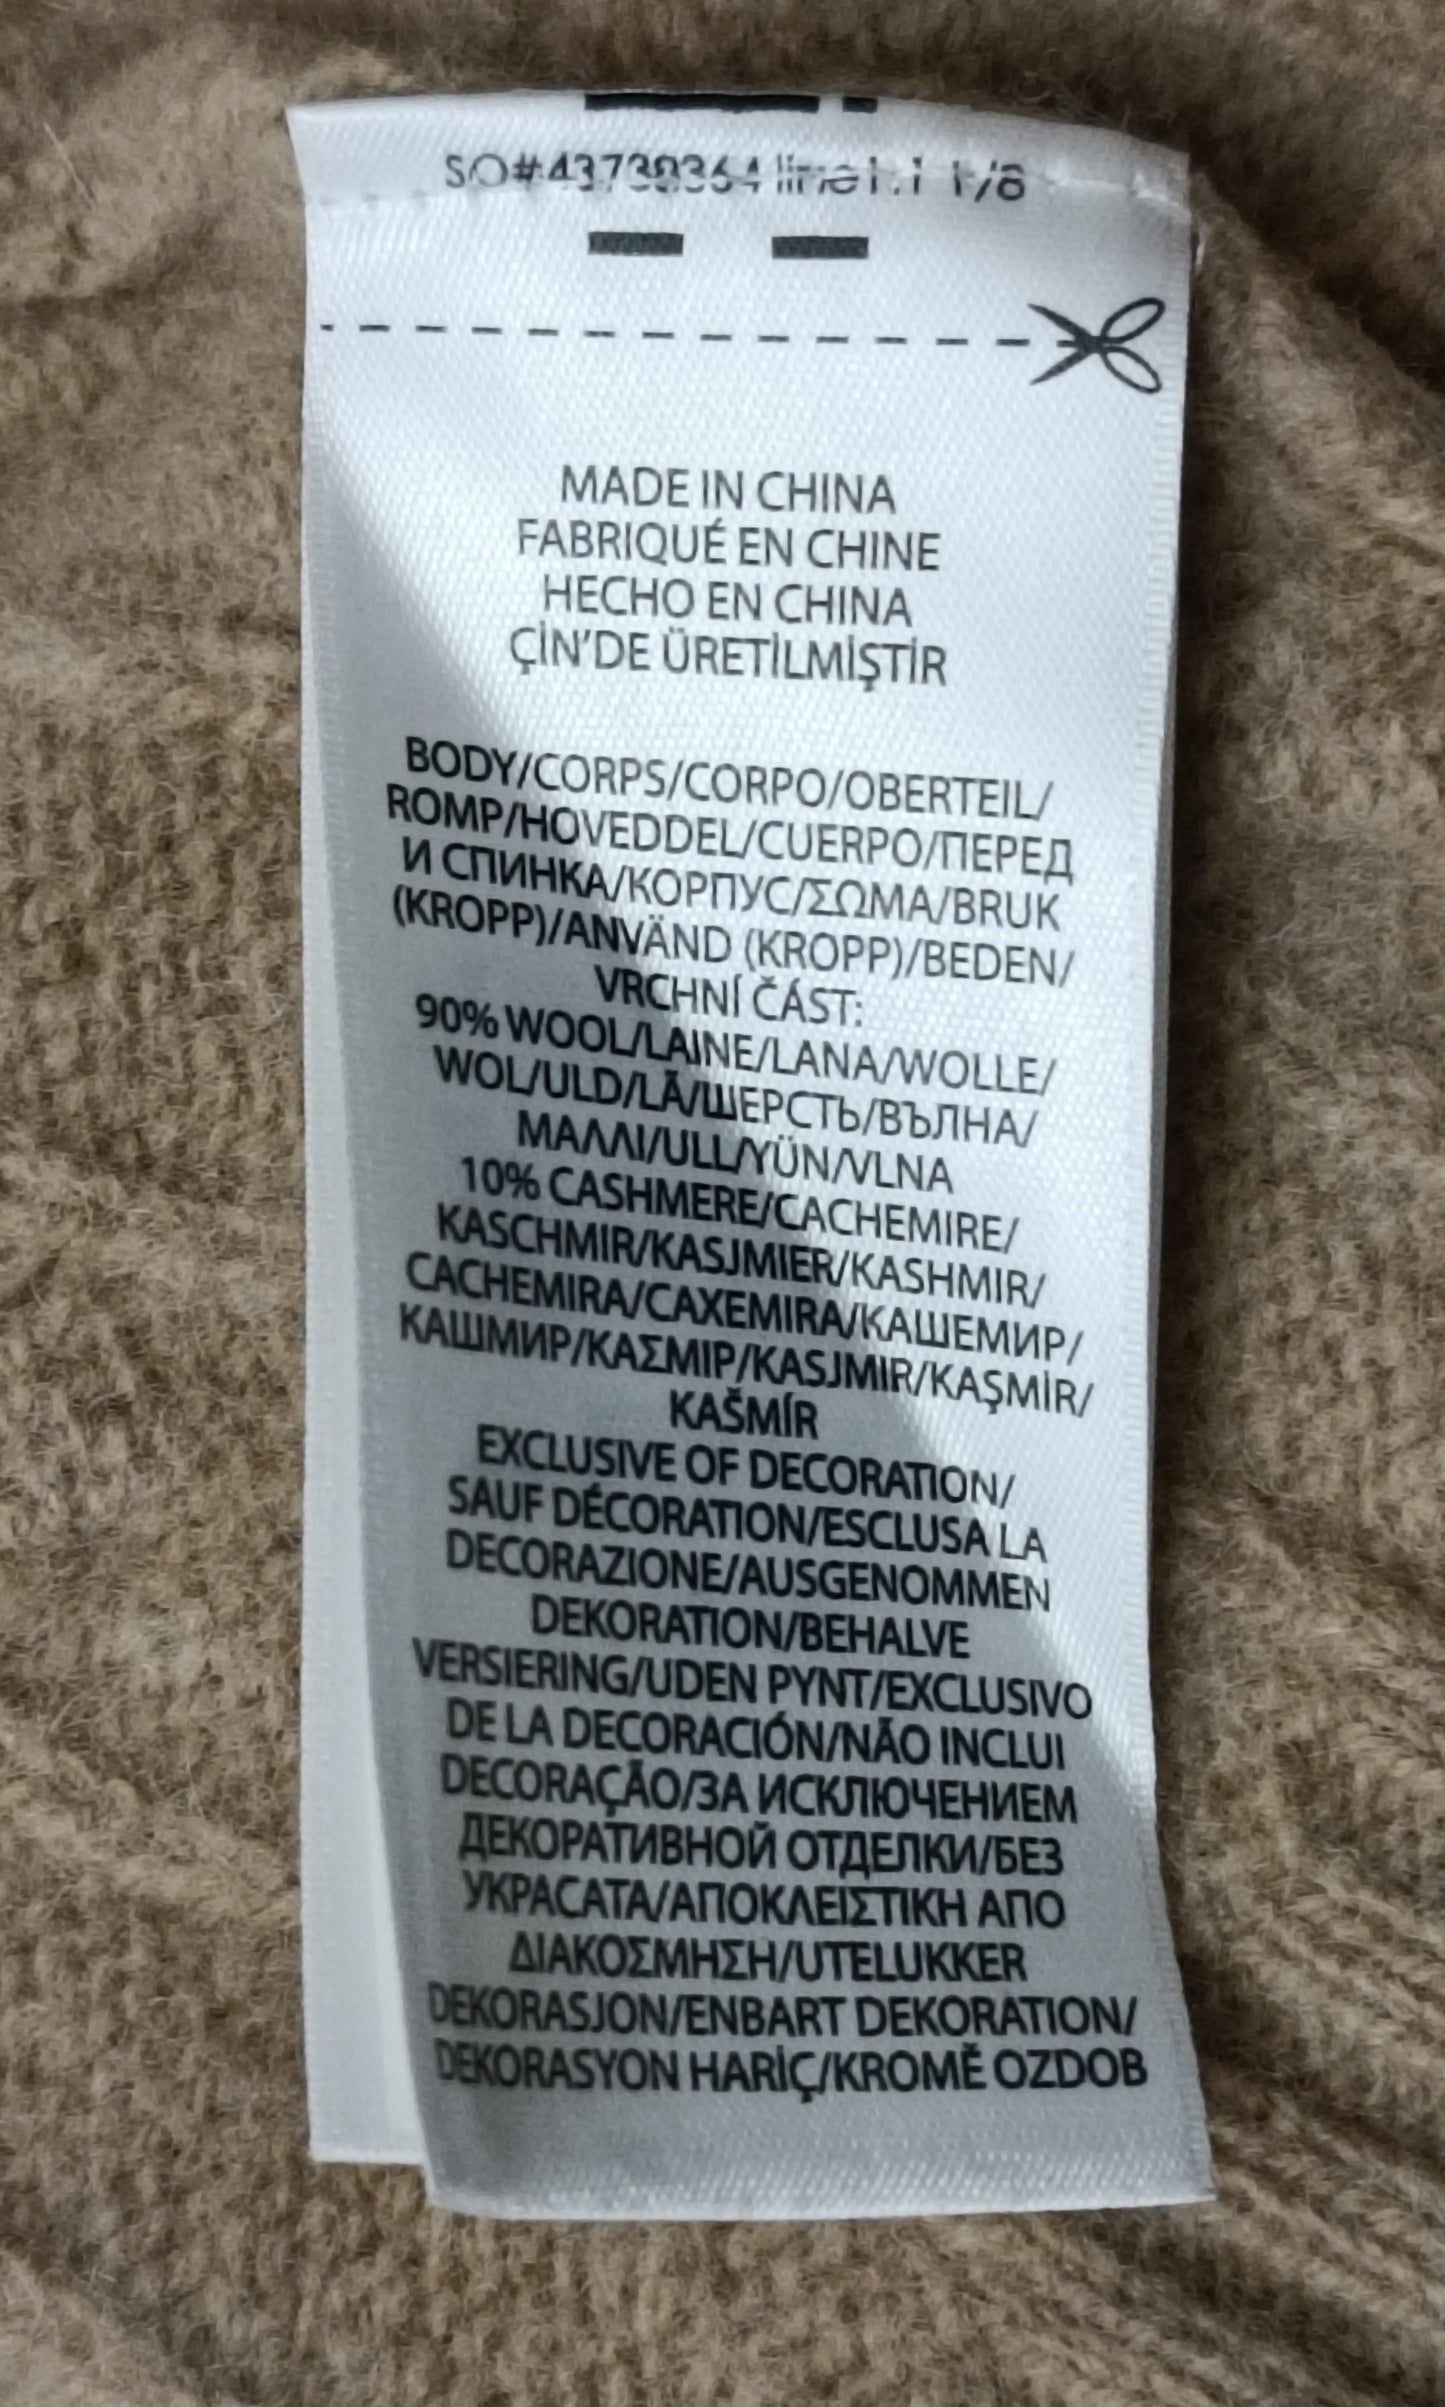 SO#43738364 line1.1 1/8
MADE IN CHINA
FABRIQUÉ EN CHINE
HECHO EN CHINA
ÇİN'DE ÜRETİLMİŞTİR
BODY/CORPS/CORPO/OBERTEIL/
ROMP/HOVEDDEL/CUERPO/ПЕРЕД
И СПИНКА/КОРПУС/ΣΩΜΑ/BRUK
(KROPP)/ANVÄND (KROPP)/BEDEN/
VRCHNÍ ČÁST:
90% WOOL/LAINE/LANA/WOLLE/
WOL/ULD/LÃ/ШЕРСТЬ/ВЪЛНА/
ΜΑΛΛΙ/ULL/YÜN/VLNA
10% CASHMERE/CACHEMIRE/
KASCHMIR/KASJMIER/KASHMIR/
CACHEMIRA/CAXEMIRA/КАШЕМИР/
КАШМИР/ΚΑΣΜΙΡ/KASJMIR/KAŞMİR/
KAŠMÍR
EXCLUSIVE OF DECORATION/
SAUF DÉCORATION/ESCLUSA LA
DECORAZIONE/AUSGENOMMEN
DEKORATION/BEHALVE
VERSIERING/UDEN PYNT/EXCLUSIVO
DE LA DECORACIÓN/NÃO INCLUI
DECORAÇÃO/ЗА ИСКЛЮЧЕНИЕМ
ДЕКОРАТИВНОЙ ОТДЕЛКИ/БЕЗ
УКРАСАТА/ΑΠΟΚΛΕΙΣΤΙΚΗ ΑΠΟ
ΔΙΑΚΟΣΜΗΣΗ/UTELUKKER
DEKORASJON/ENBART DEKORATION/
DEKORASYON HARİÇ/KROMĚ OZDOB